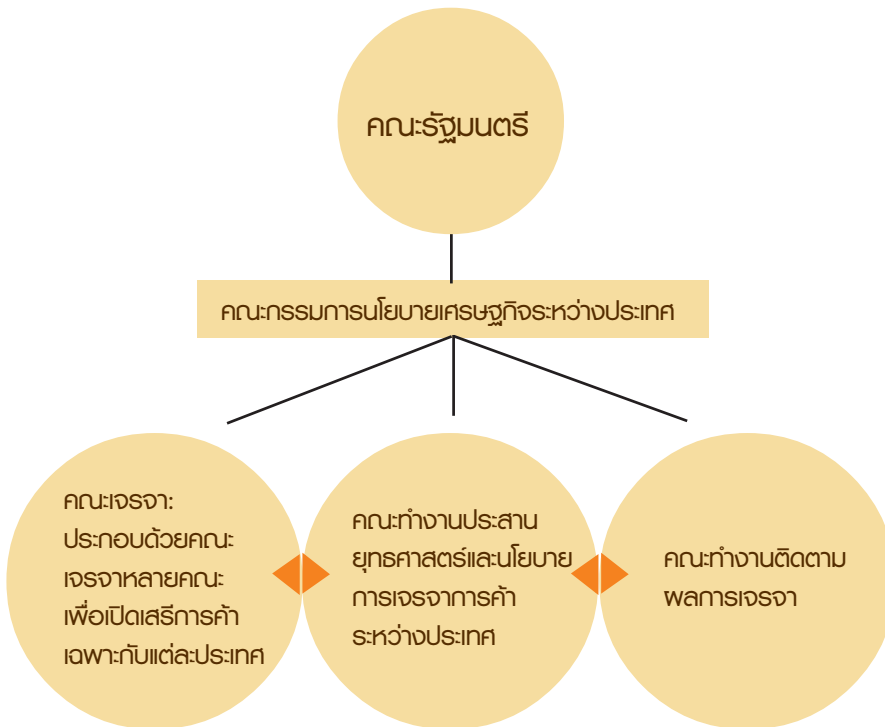 คณะรัฐมนตรี
คณะกรรมการนโยบายเศรษฐกิจระหว่างประเทศ
คณะเจรจา:
ประกอบด้วยคณะ
เจรจาหลายคณะ
เพื่อเปิดเสรีการค้า
เฉพาะกับแต่ละประเทศ
คณะทำงานประสาน
ยุทธศาสตร์และนโยบาย
การเจรจาการค้า
ระหว่างประเทศ
คณะทำงานติดตาม
ผลการเจรจา